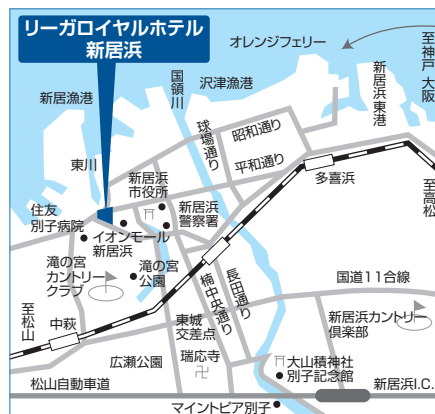 リーガロイヤルホテル
新居浜
オレンジフェリー
至神戸 大阪
新居漁港
国領川
沢津漁港
新居浜東港
球場通り
昭和通り
平和通り
東川
新居浜
市役所
多喜浜
至高松
住友
別子病院
新居浜
警察署
イオンモール
新居浜
滝の宮
カントリー
クラブ
滝の宮
公園
楠中央通り
長田通り
国道11合線
至松山
中萩
東城
交差点
新居浜カントリー
倶楽部
広瀬公園
瑞応寺
大山積神社
別子記念館
松山自動車道
新居浜I.C.
マイントピア別子